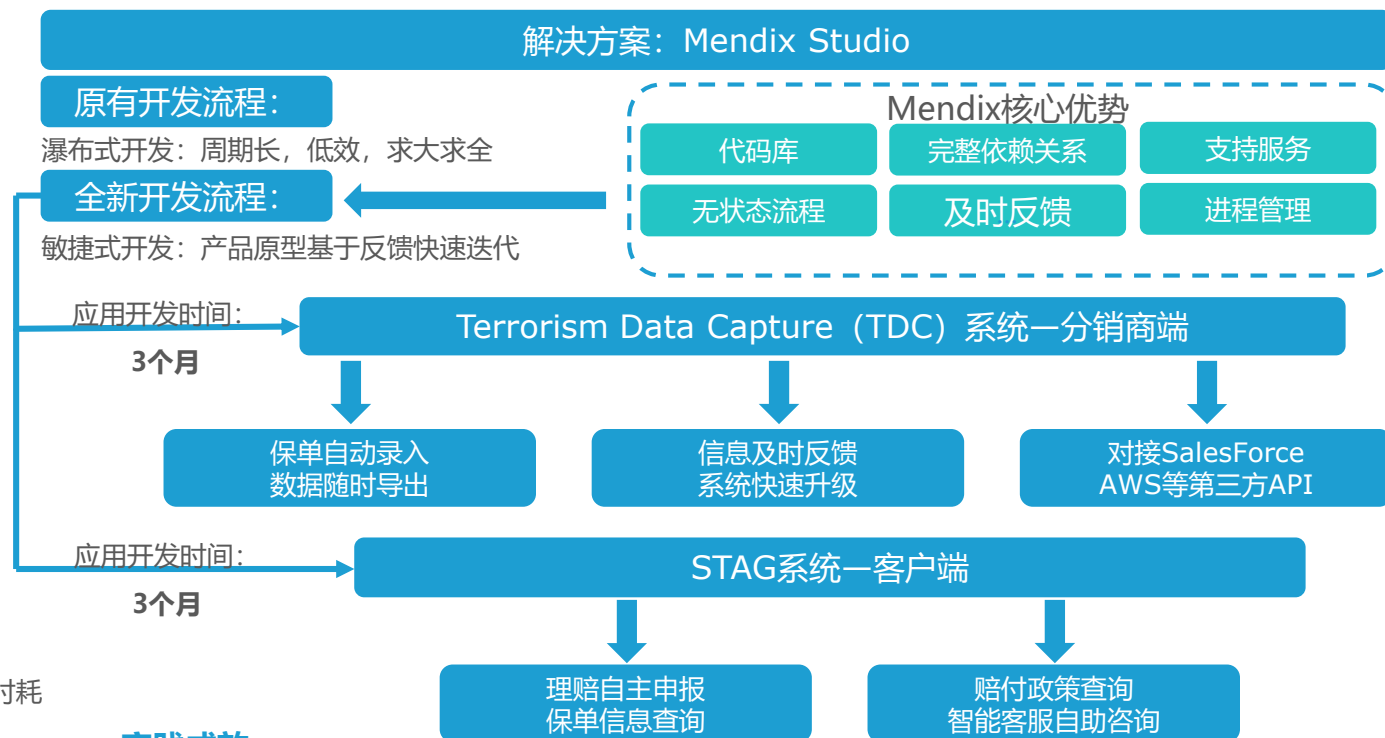 解决方案：Mendix Studio
原有开发流程：
瀑布式开发：周期长，低效，求大求全
全新开发流程：
敏捷式开发：产品原型基于反馈快速迭代
Mendix核心优势
代码库
完整依赖关系
支持服务
无状态流程
及时反馈
进程管理
应用开发时间：
3个月
Terrorism Data Capture（TDC）系统—分销商端
保单自动录入
数据随时导出
信息及时反馈
系统快速升级
对接SalesForce
AWS等第三方API
应用开发时间：
3个月
STAG系统—客户端
理赔自主申报
保单信息查询
赔付政策查询
智能客服自助咨询
时耗